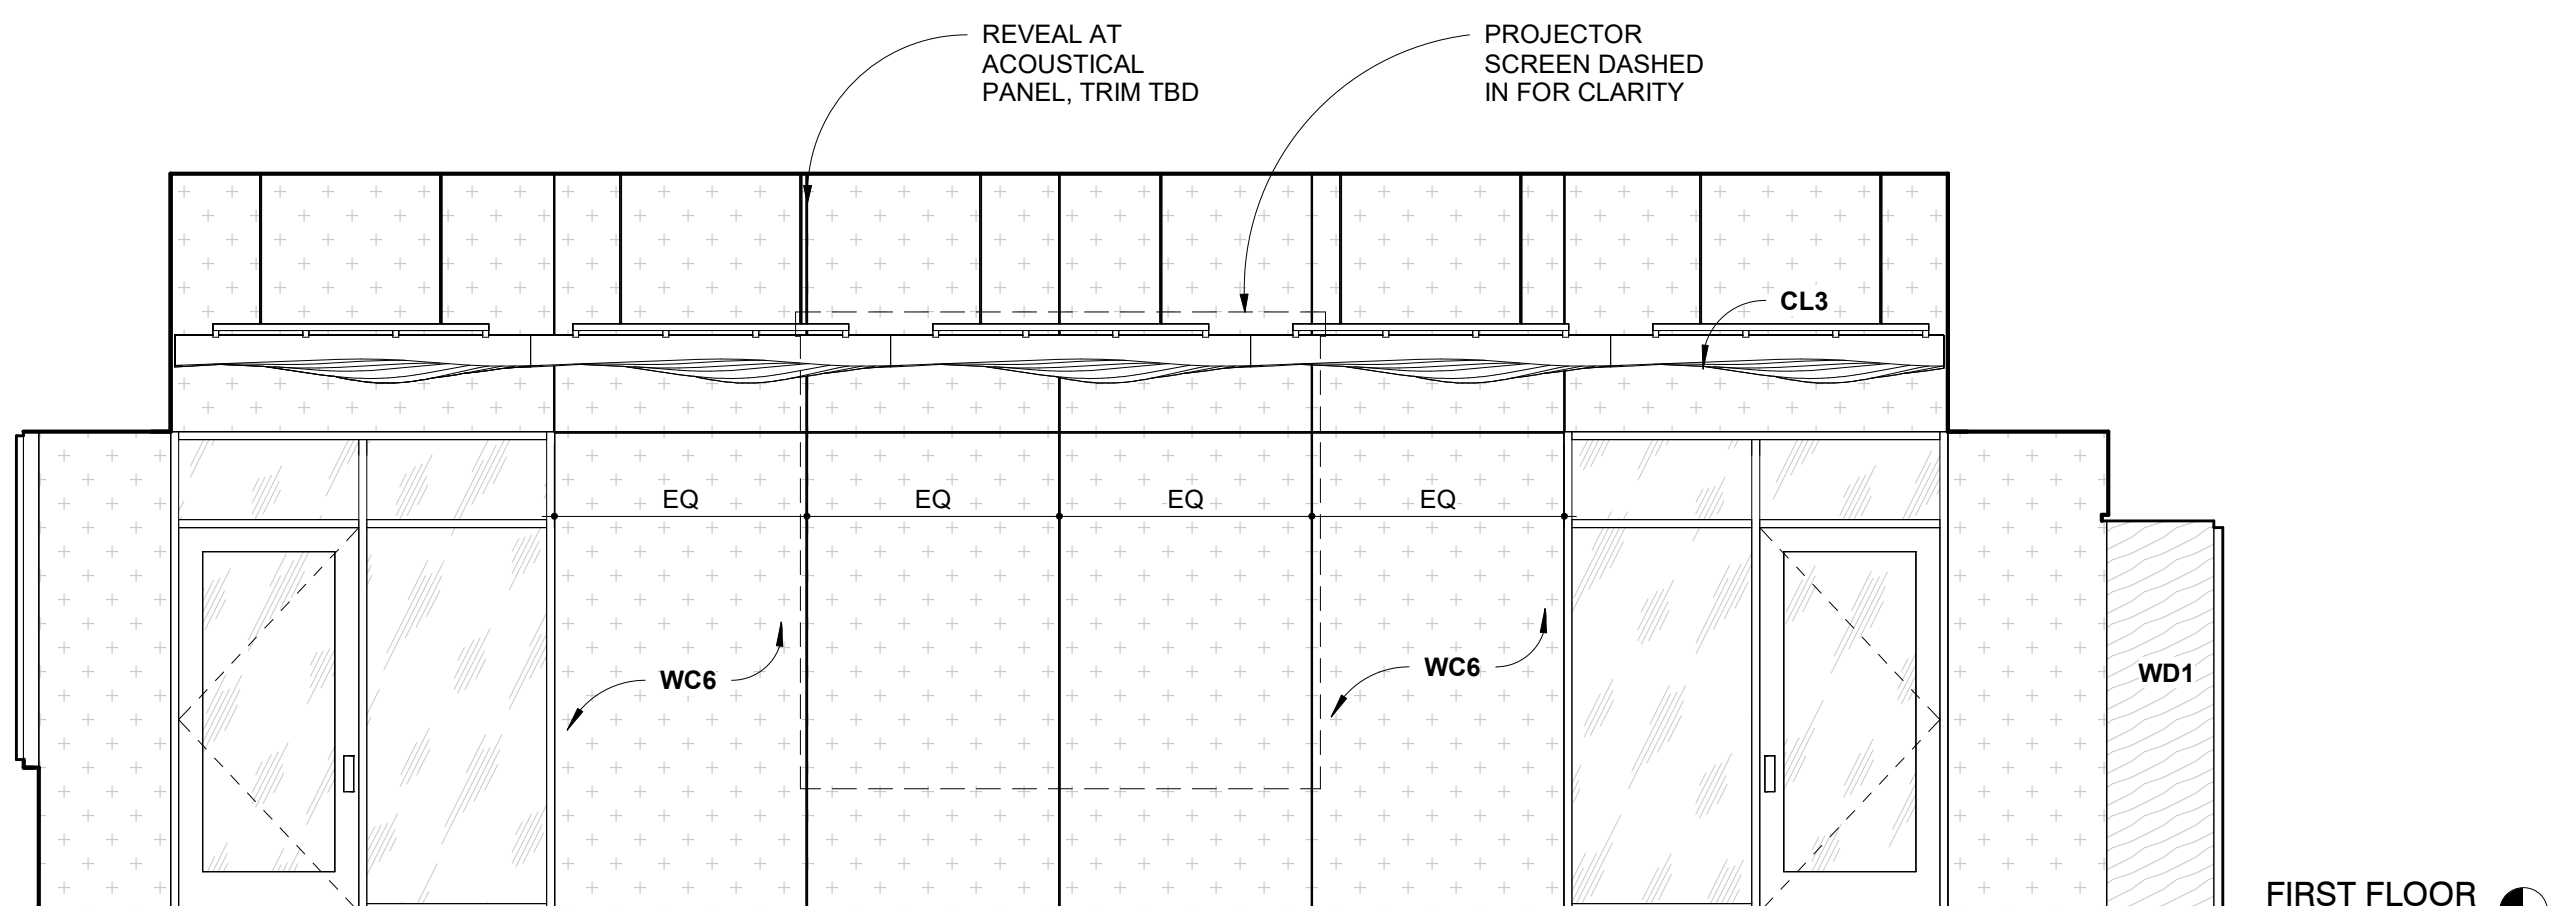 REVEAL AT
ACOUSTICAL
PANEL, TRIM TBD
PROJECTOR
SCREEN DASHED
IN FOR CLARITY
CL3
EQ EQ EQ EQ
WC6 WC6
WD1
FIRST FLOOR